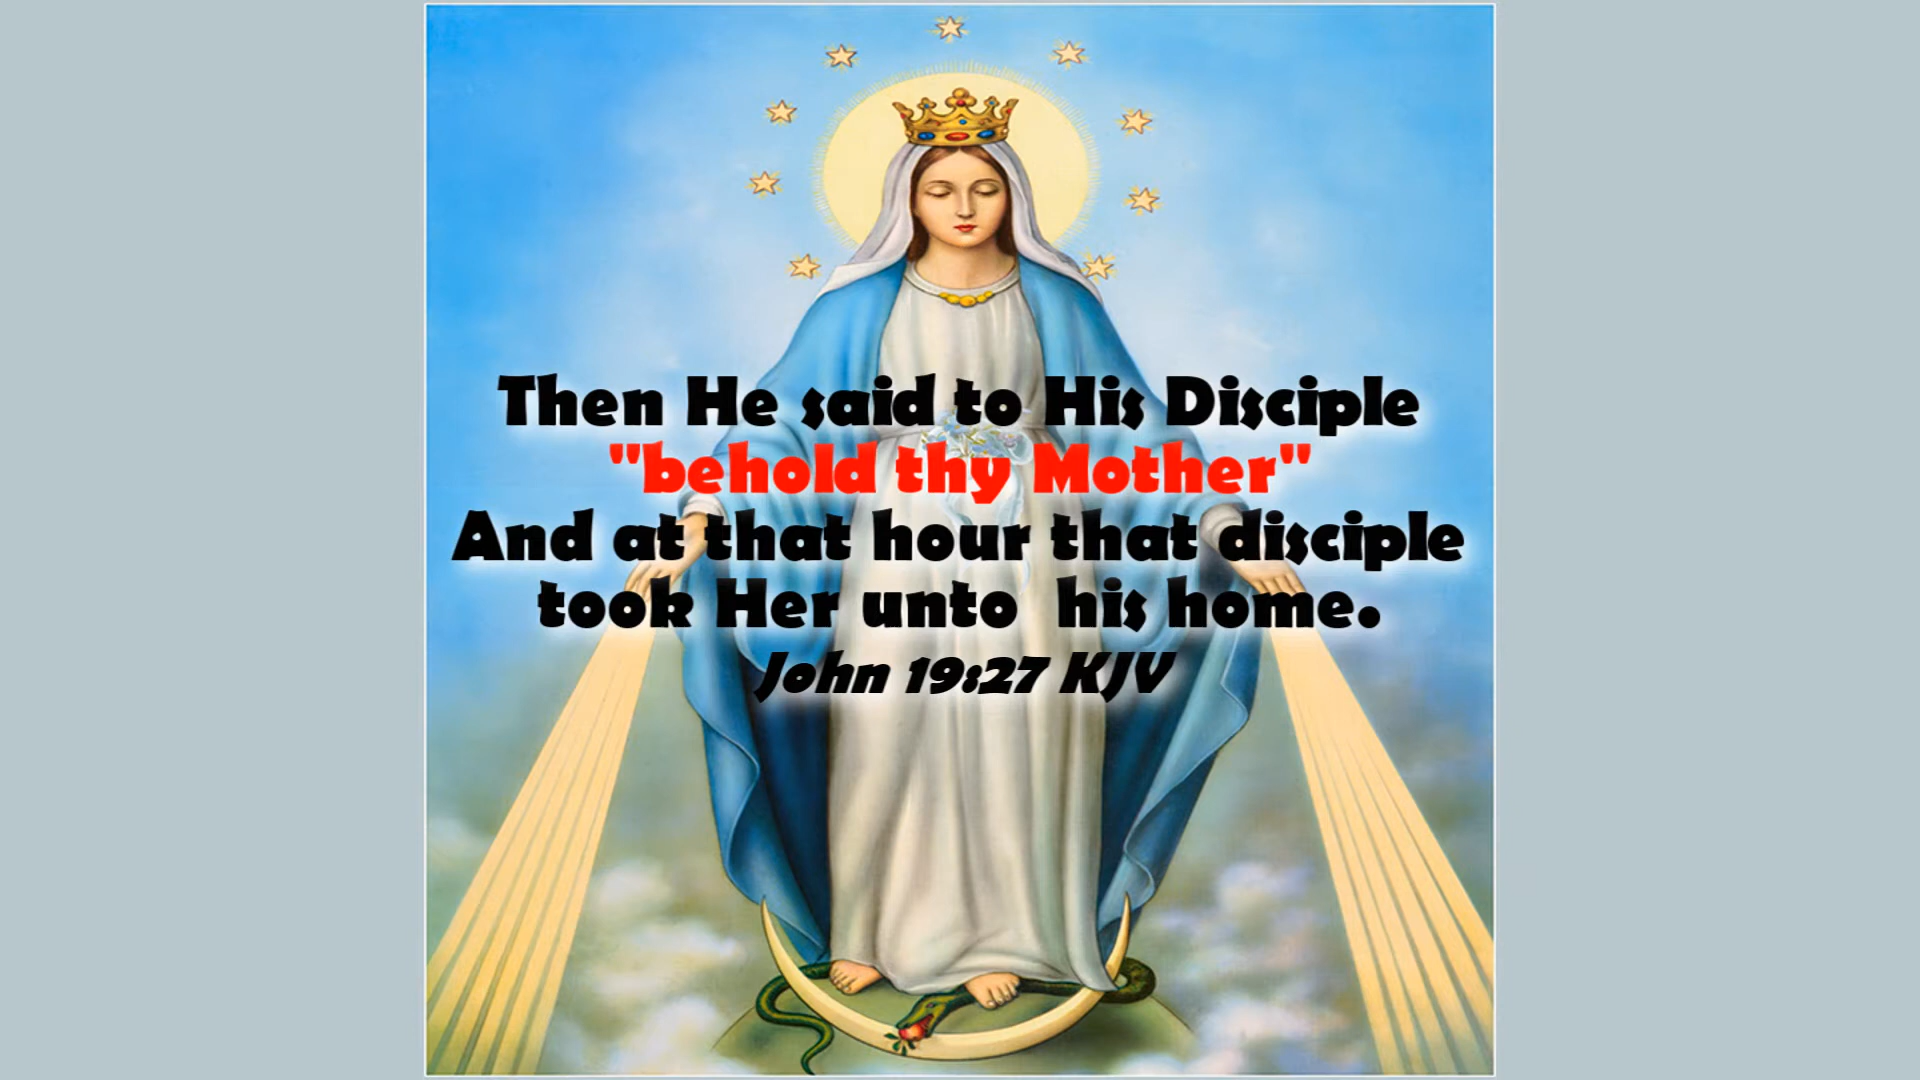 Then He said to His Disciple
"behold thy Mother"
And at that hour that disciple
took Her unto his home.
John 19:27 KJV